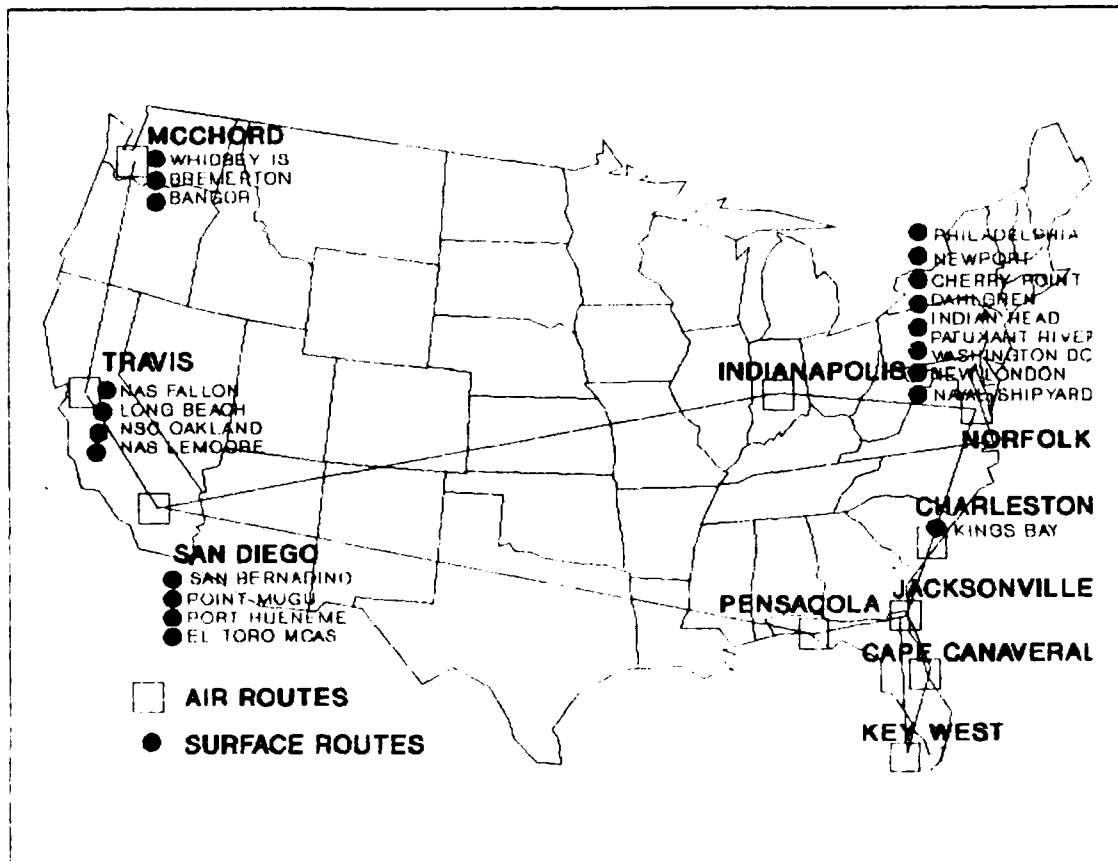 MCCHORD
WHIDBEY IS
BREMERTON
BANGOR
PHILADELPHIA
NEWPORT
CHERRY POINT
DAHLGREN
INDIAN HEAD
PATUXANT RIVER
WASHINGTON DC
NEW LONDON
NAVAL SHIPYARD
TRAVIS
NAS FALLON
LONG BEACH
NSC OAKLAND
NAS LEMOORE
INDIANAPOLIS
NORFOLK
CHARLESTON
KINGS BAY
SAN DIEGO
SAN BERNADINO
POINT MUGU
PORT HUENEME
EL TORO MCAS
JACKSONVILLE
PENSACOLA
CAPE CANAVERAL
KEY WEST
AIR ROUTES
SURFACE ROUTES